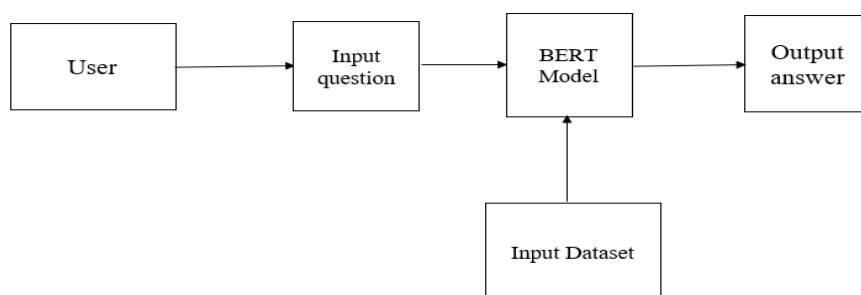 User
Input
question
BERT
Model
Output
answer
Input Dataset